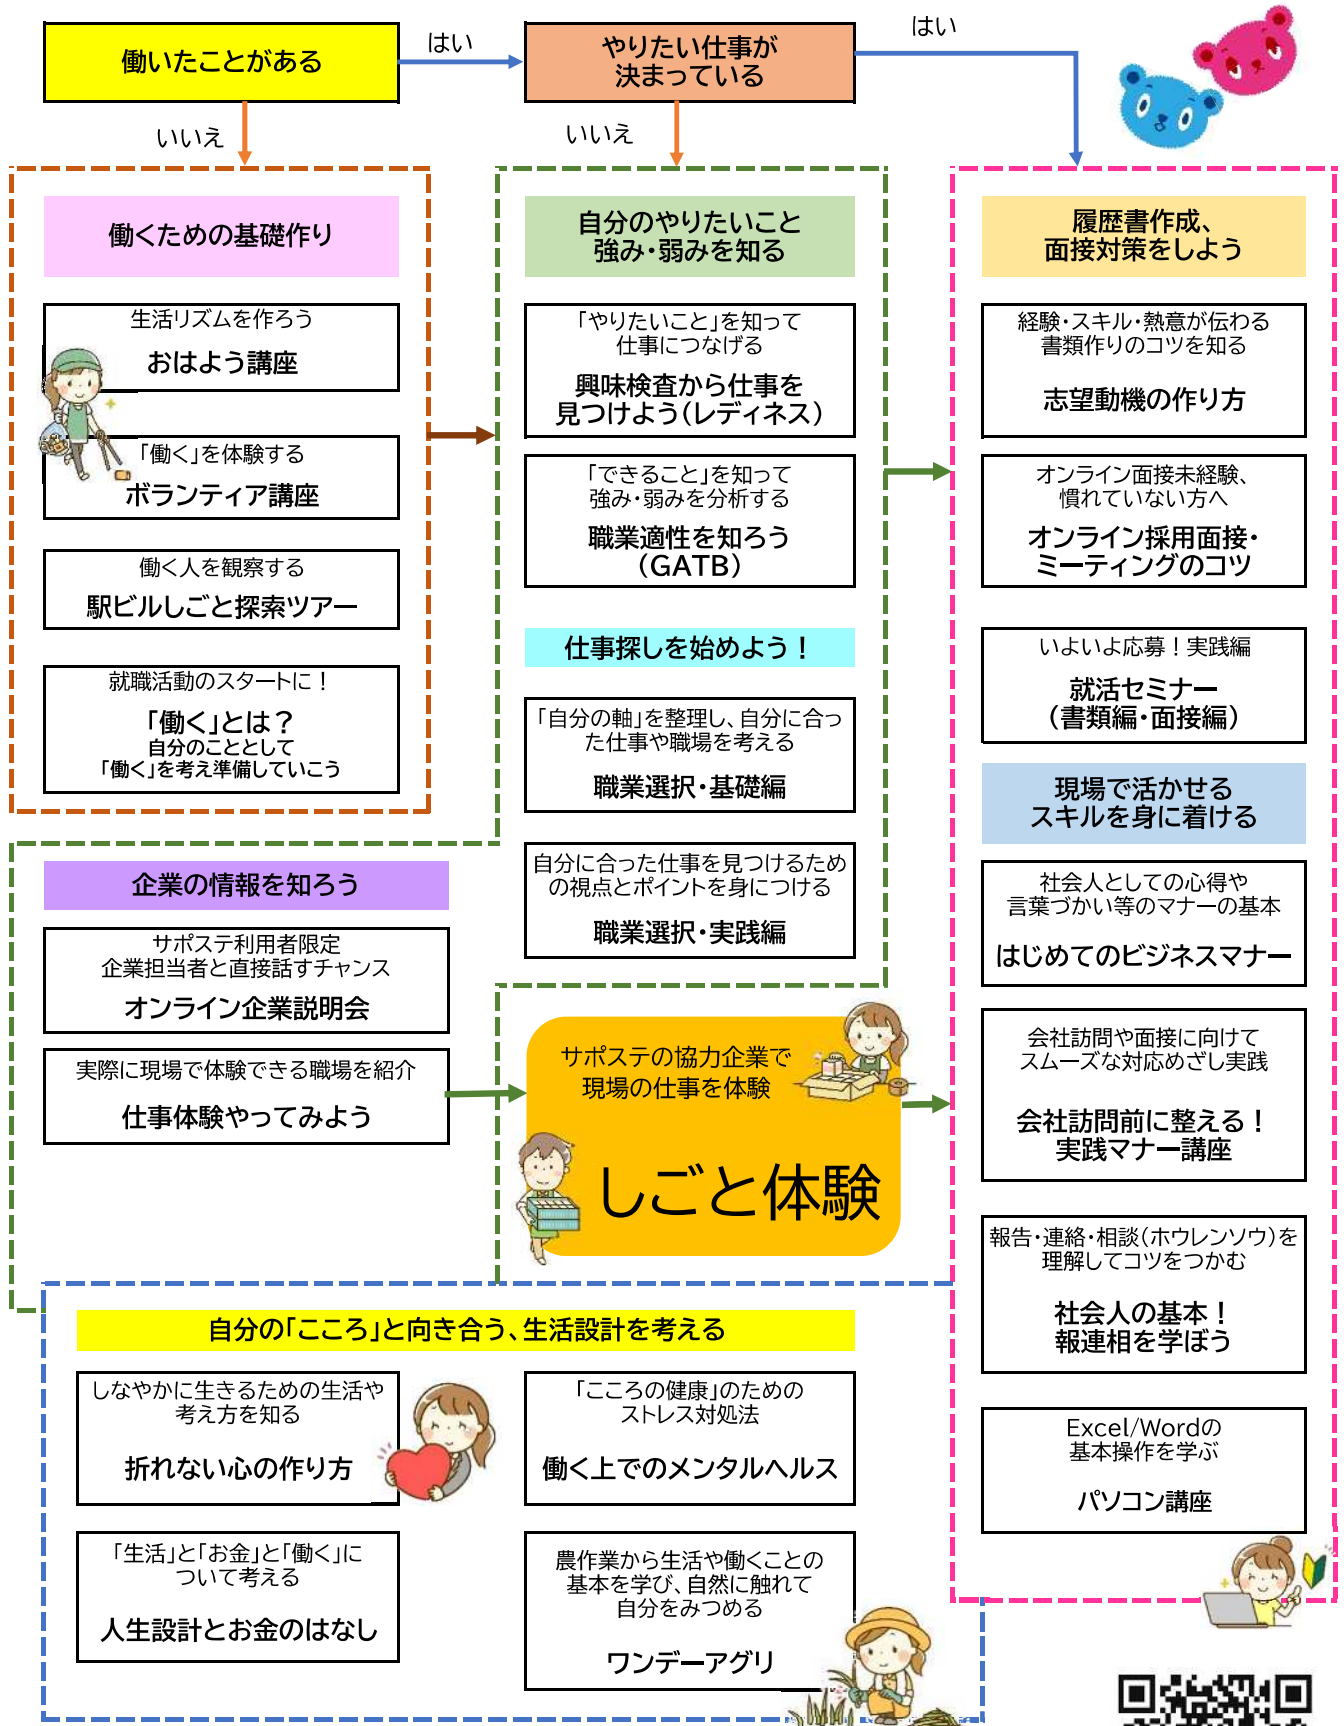 働いたことがある
はい
やりたい仕事が
決まっている
はい
いいえ
いいえ
働くための基礎作り
生活リズムを作ろう
おはよう講座
「働く」を体験する
ボランティア講座
働く人を観察する
駅ビルしごと探索ツアー
就職活動のスタートに！
「働く」とは？
自分のこととして
「働く」を考え準備していこう
自分のやりたいこと
強み・弱みを知る
「やりたいこと」を知って
仕事につなげる
興味検査から仕事を
見つけよう（レディネス）
「できること」を知って
強み・弱みを分析する
職業適性を知ろう
（GATB）
仕事探しを始めよう！
「自分の軸」を整理し、自分に合っ
た仕事や職場を考える
職業選択・基礎編
自分に合った仕事を見つけるため
の視点とポイントを身につける
職業選択・実践編
企業の情報を知ろう
サポステ利用者限定
企業担当者と直接話すチャンス
オンライン企業説明会
実際に現場で体験できる職場を紹介
仕事体験やってみよう
サポステの協力企業で
現場の仕事を体験
しごと体験
履歴書作成、
面接対策をしよう
経験・スキル・熱意が伝わる
書類作りのコツを知る
志望動機の作り方
オンライン面接未経験、
慣れていない方へ
オンライン採用面接・
ミーティングのコツ
いよいよ応募！実践編
就活セミナー
（書類編・面接編）
現場で活かせる
スキルを身に着ける
社会人としての心得や
言葉づかい等のマナーの基本
はじめてのビジネスマナー
会社訪問や面接に向けて
スムーズな対応めざし実践
会社訪問前に整える！
実践マナー講座
報告・連絡・相談（ホウレンソウ）を
理解してコツをつかむ
社会人の基本！
報連相を学ぼう
Excel/Wordの
基本操作を学ぶ
パソコン講座
自分の「こころ」と向き合う、生活設計を考える
しなやかに生きるための生活や
考え方を知る
折れない心の作り方
「こころの健康」のための
ストレス対処法
働く上でのメンタルヘルス
「生活」と「お金」と「働く」に
ついて考える
人生設計とお金のはなし
農作業から生活や働くことの
基本を学び、自然に触れて
自分をみつめる
ワンデーアグリ